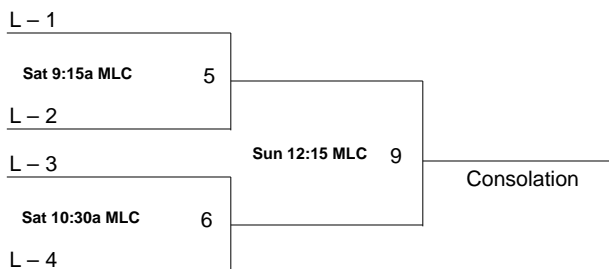 L – 1
Sat 9:15a MLC 5
L – 2
Sun 12:15 MLC 9
L – 3
Consolation
Sat 10:30a MLC 6
L – 4